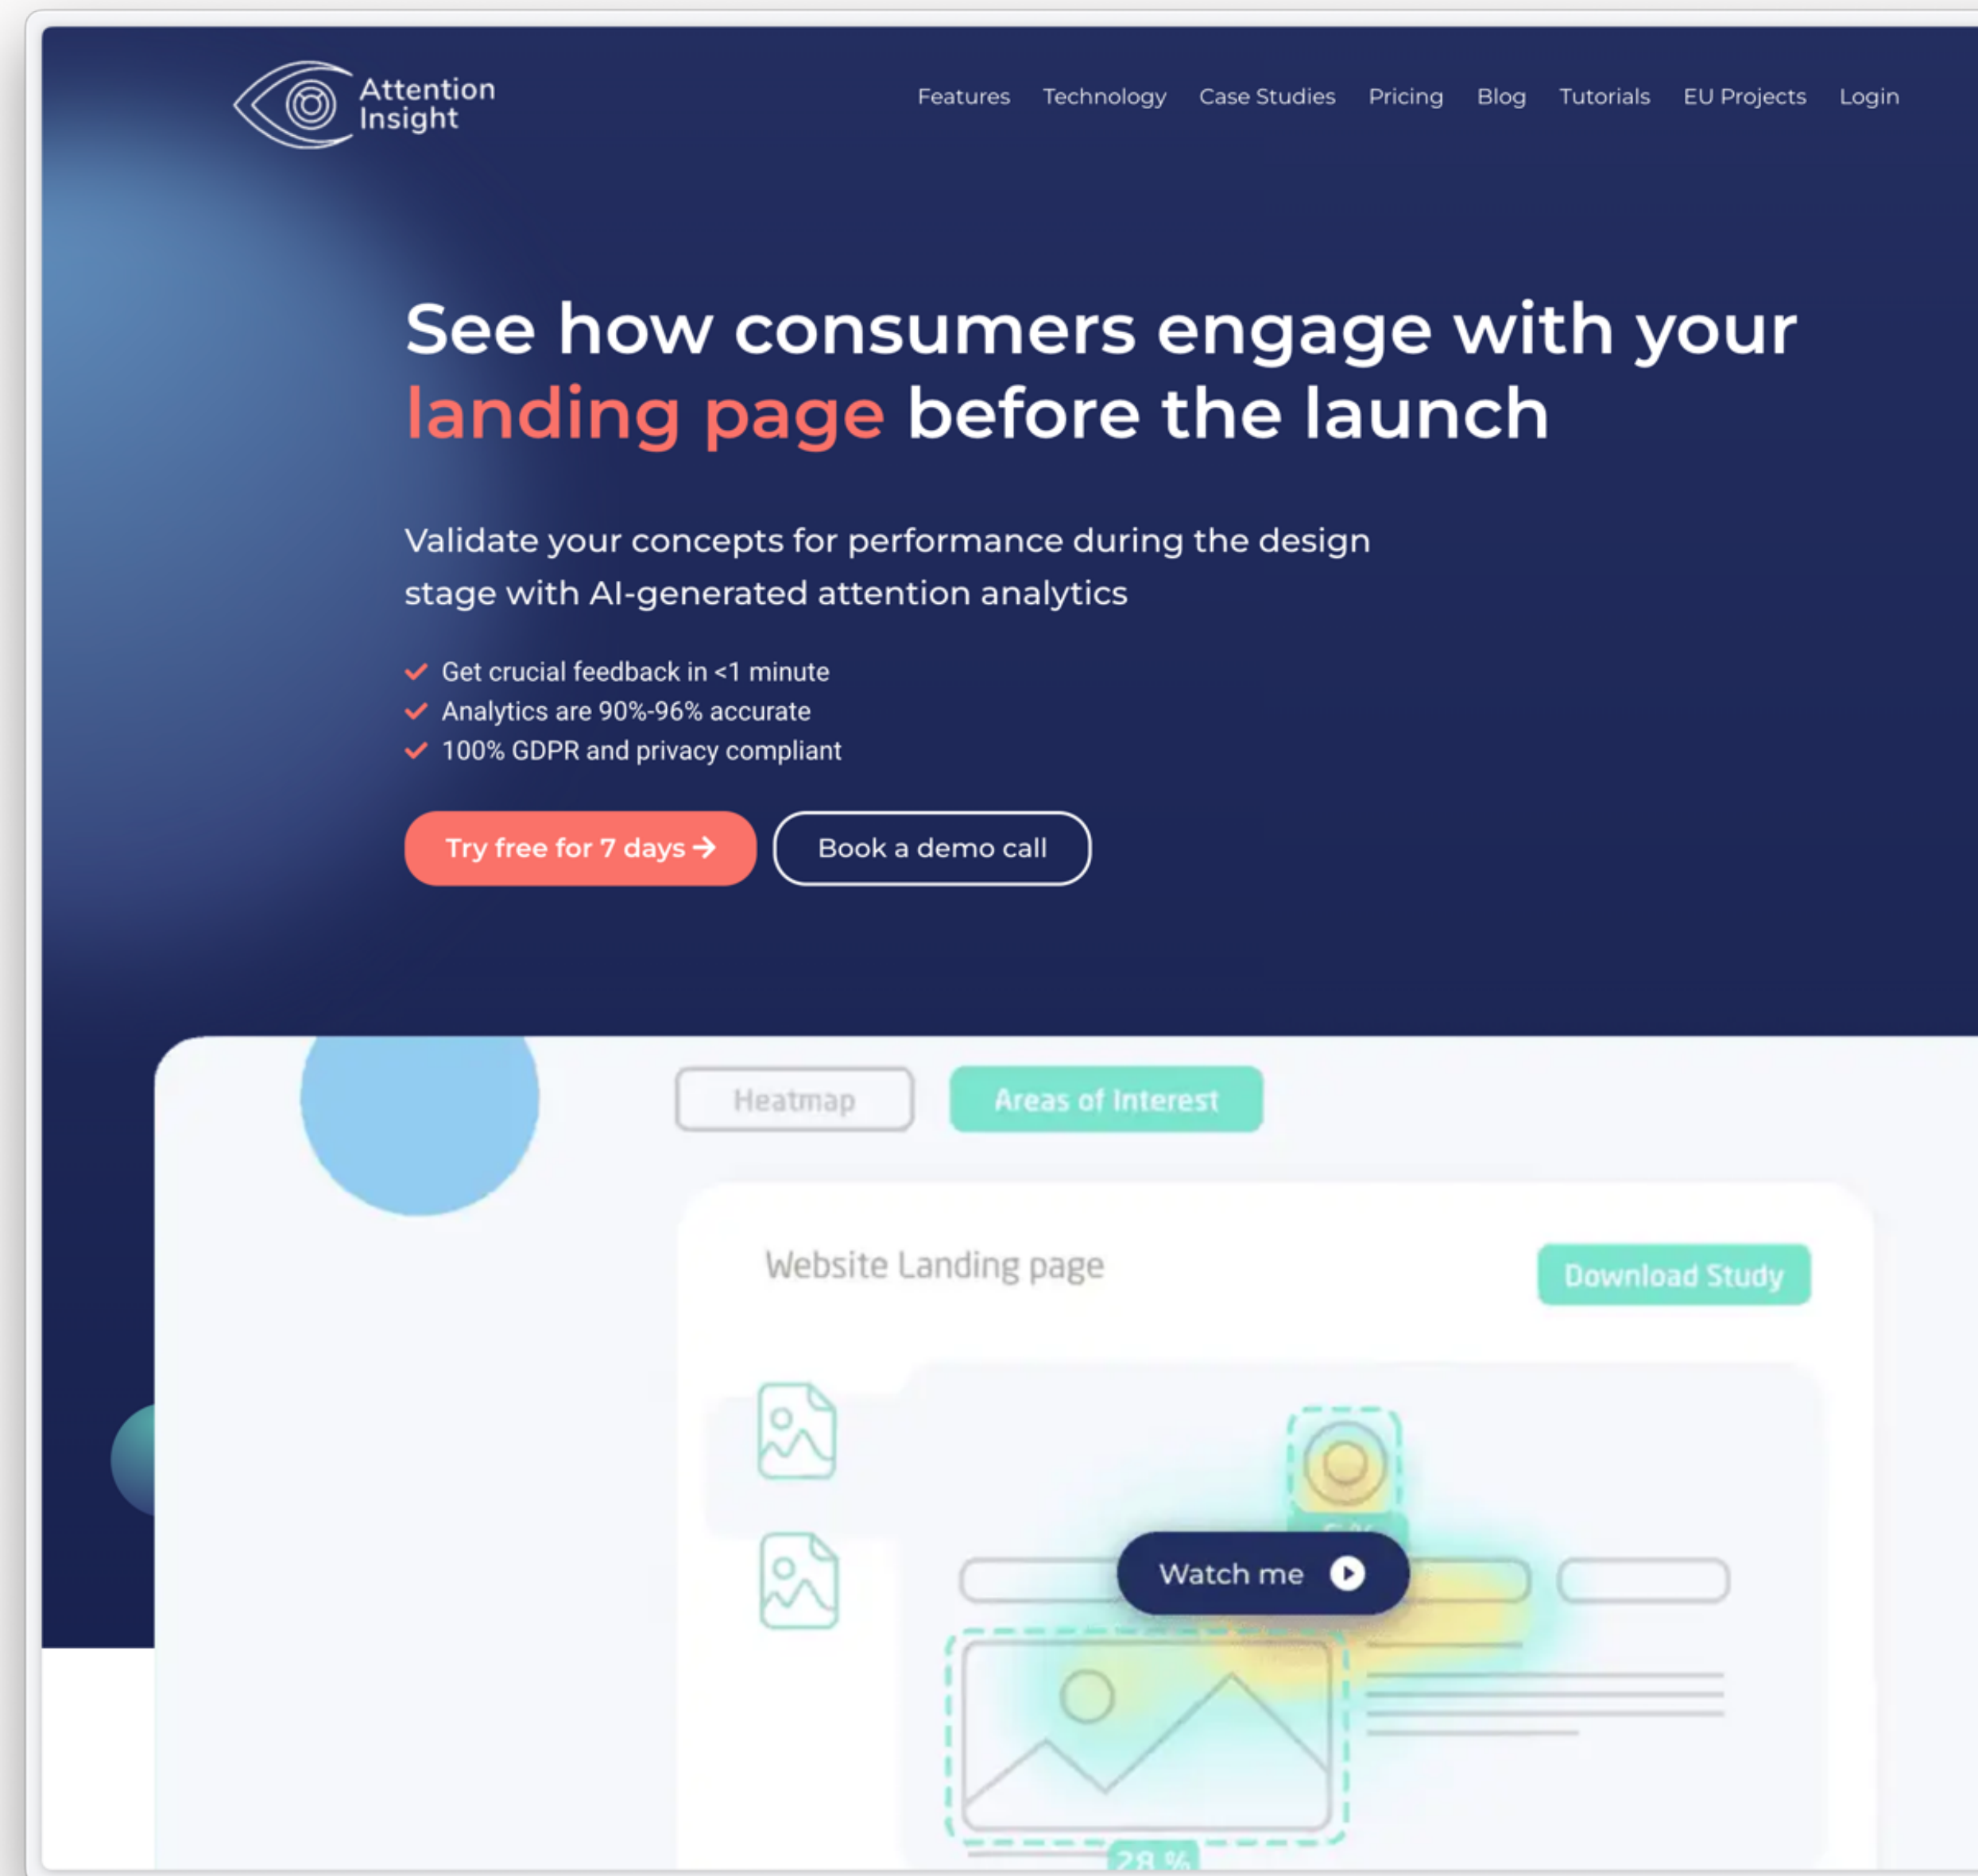 Attention
Insight
Features Technology Case Studies Pricing Blog Tutorials EU Projects Login
See how consumers engage with your
landing page before the launch
Validate your concepts for performance during the design
stage with AI-generated attention analytics
Get crucial feedback in <1 minute
Analytics are 90%-96% accurate
100% GDPR and privacy compliant
Try free for 7 days
Book a demo call
Heatmap
Areas of Interest
Website Landing page
Download Study
Watch me
28 %